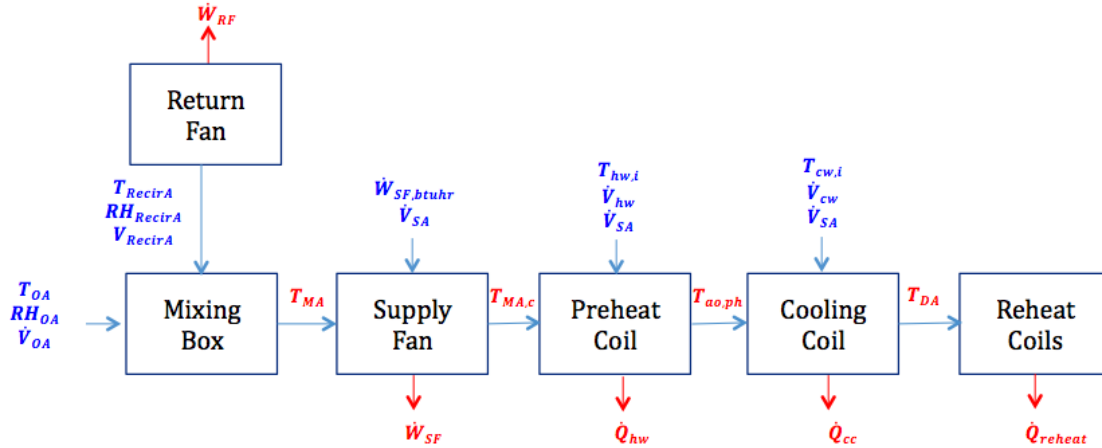 Ẇ_RF
Return
Fan
T_RecirA
RH_RecirA
V̇_RecirA
Ẇ_SF,btuhr
V̇_SA
T_hw,i
V̇_hw
V̇_SA
T_cw,i
V̇_cw
V̇_SA
T_OA
RH_OA
V̇_OA
Mixing
Box
T_MA
Supply
Fan
T_MA,c
Preheat
Coil
T_ao,ph
Cooling
Coil
T_DA
Reheat
Coils
Ẇ_SF
Q̇_hw
Q̇_cc
Q̇_reheat